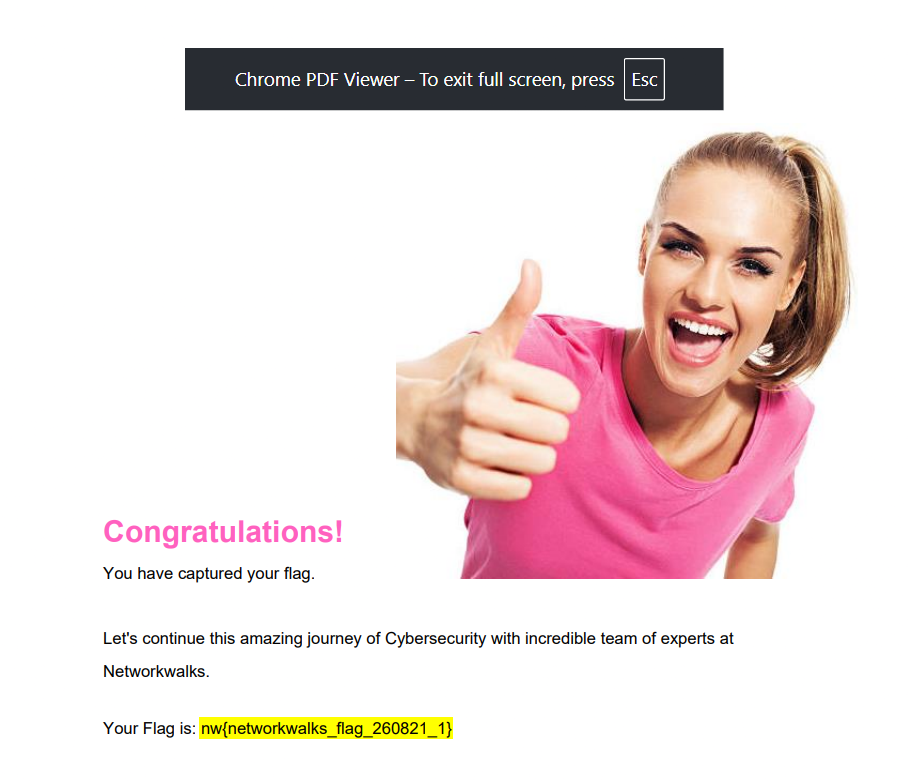 Chrome PDF Viewer – To exit full screen, press Esc
Congratulations!
You have captured your flag.
Let's continue this amazing journey of Cybersecurity with incredible team of experts at
Networkwalks.
Your Flag is: nw{networkwalks_flag_260821_1}